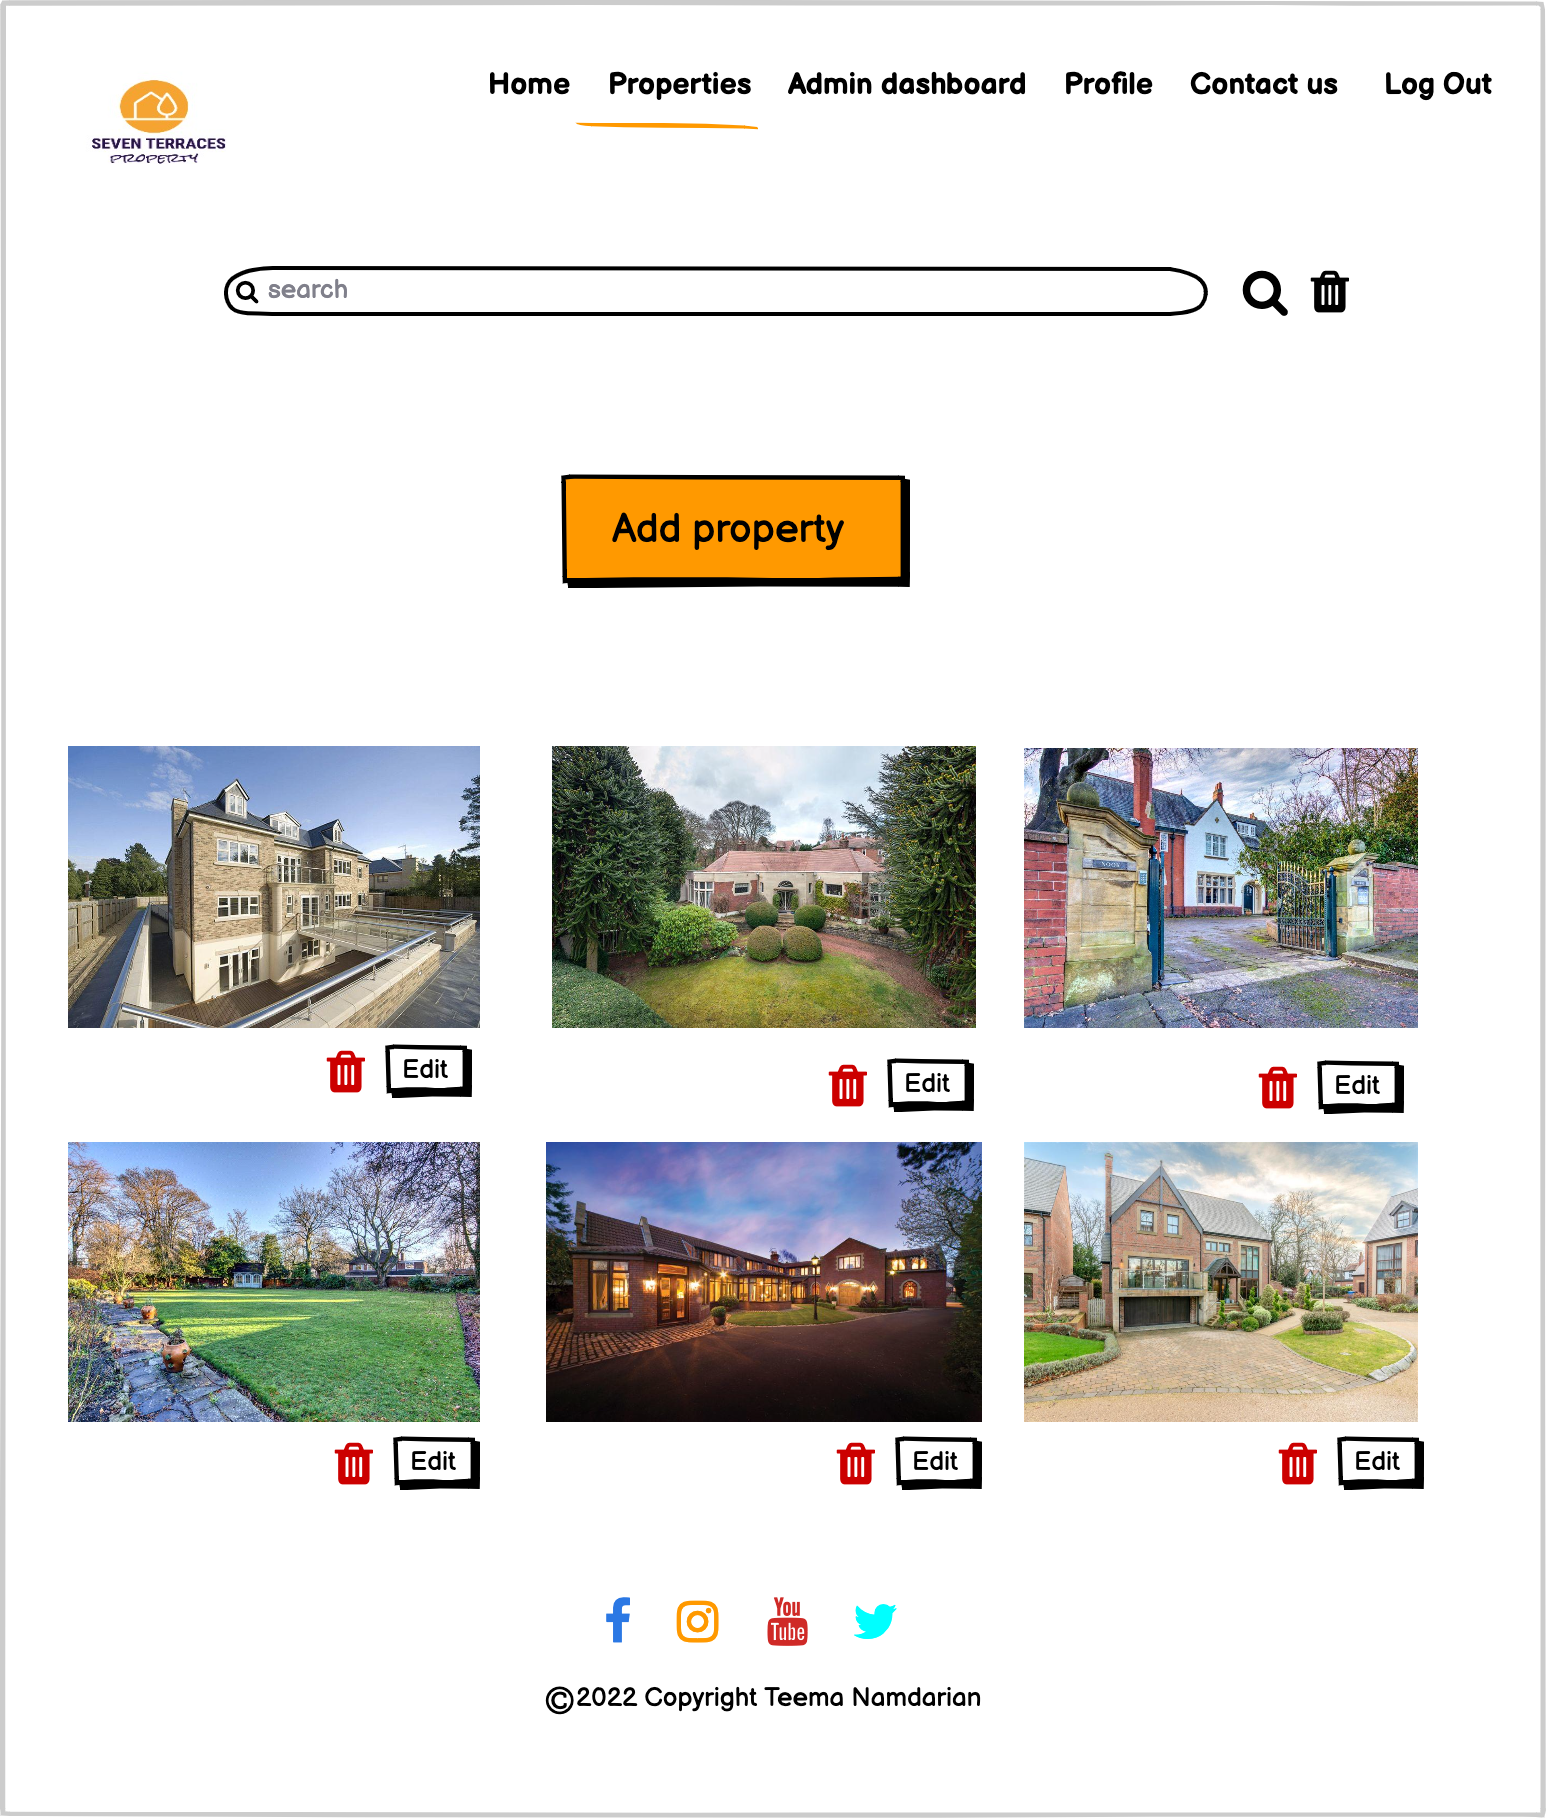 Home Properties Admin dashboard Profile Contact us Log Out
SEVEN TERRACES
PROPERTY
search
Add property
NOOK
Edit
Edit
Edit
Edit
Edit
Edit
You
Tube
©2022 Copyright Teema Namdarian